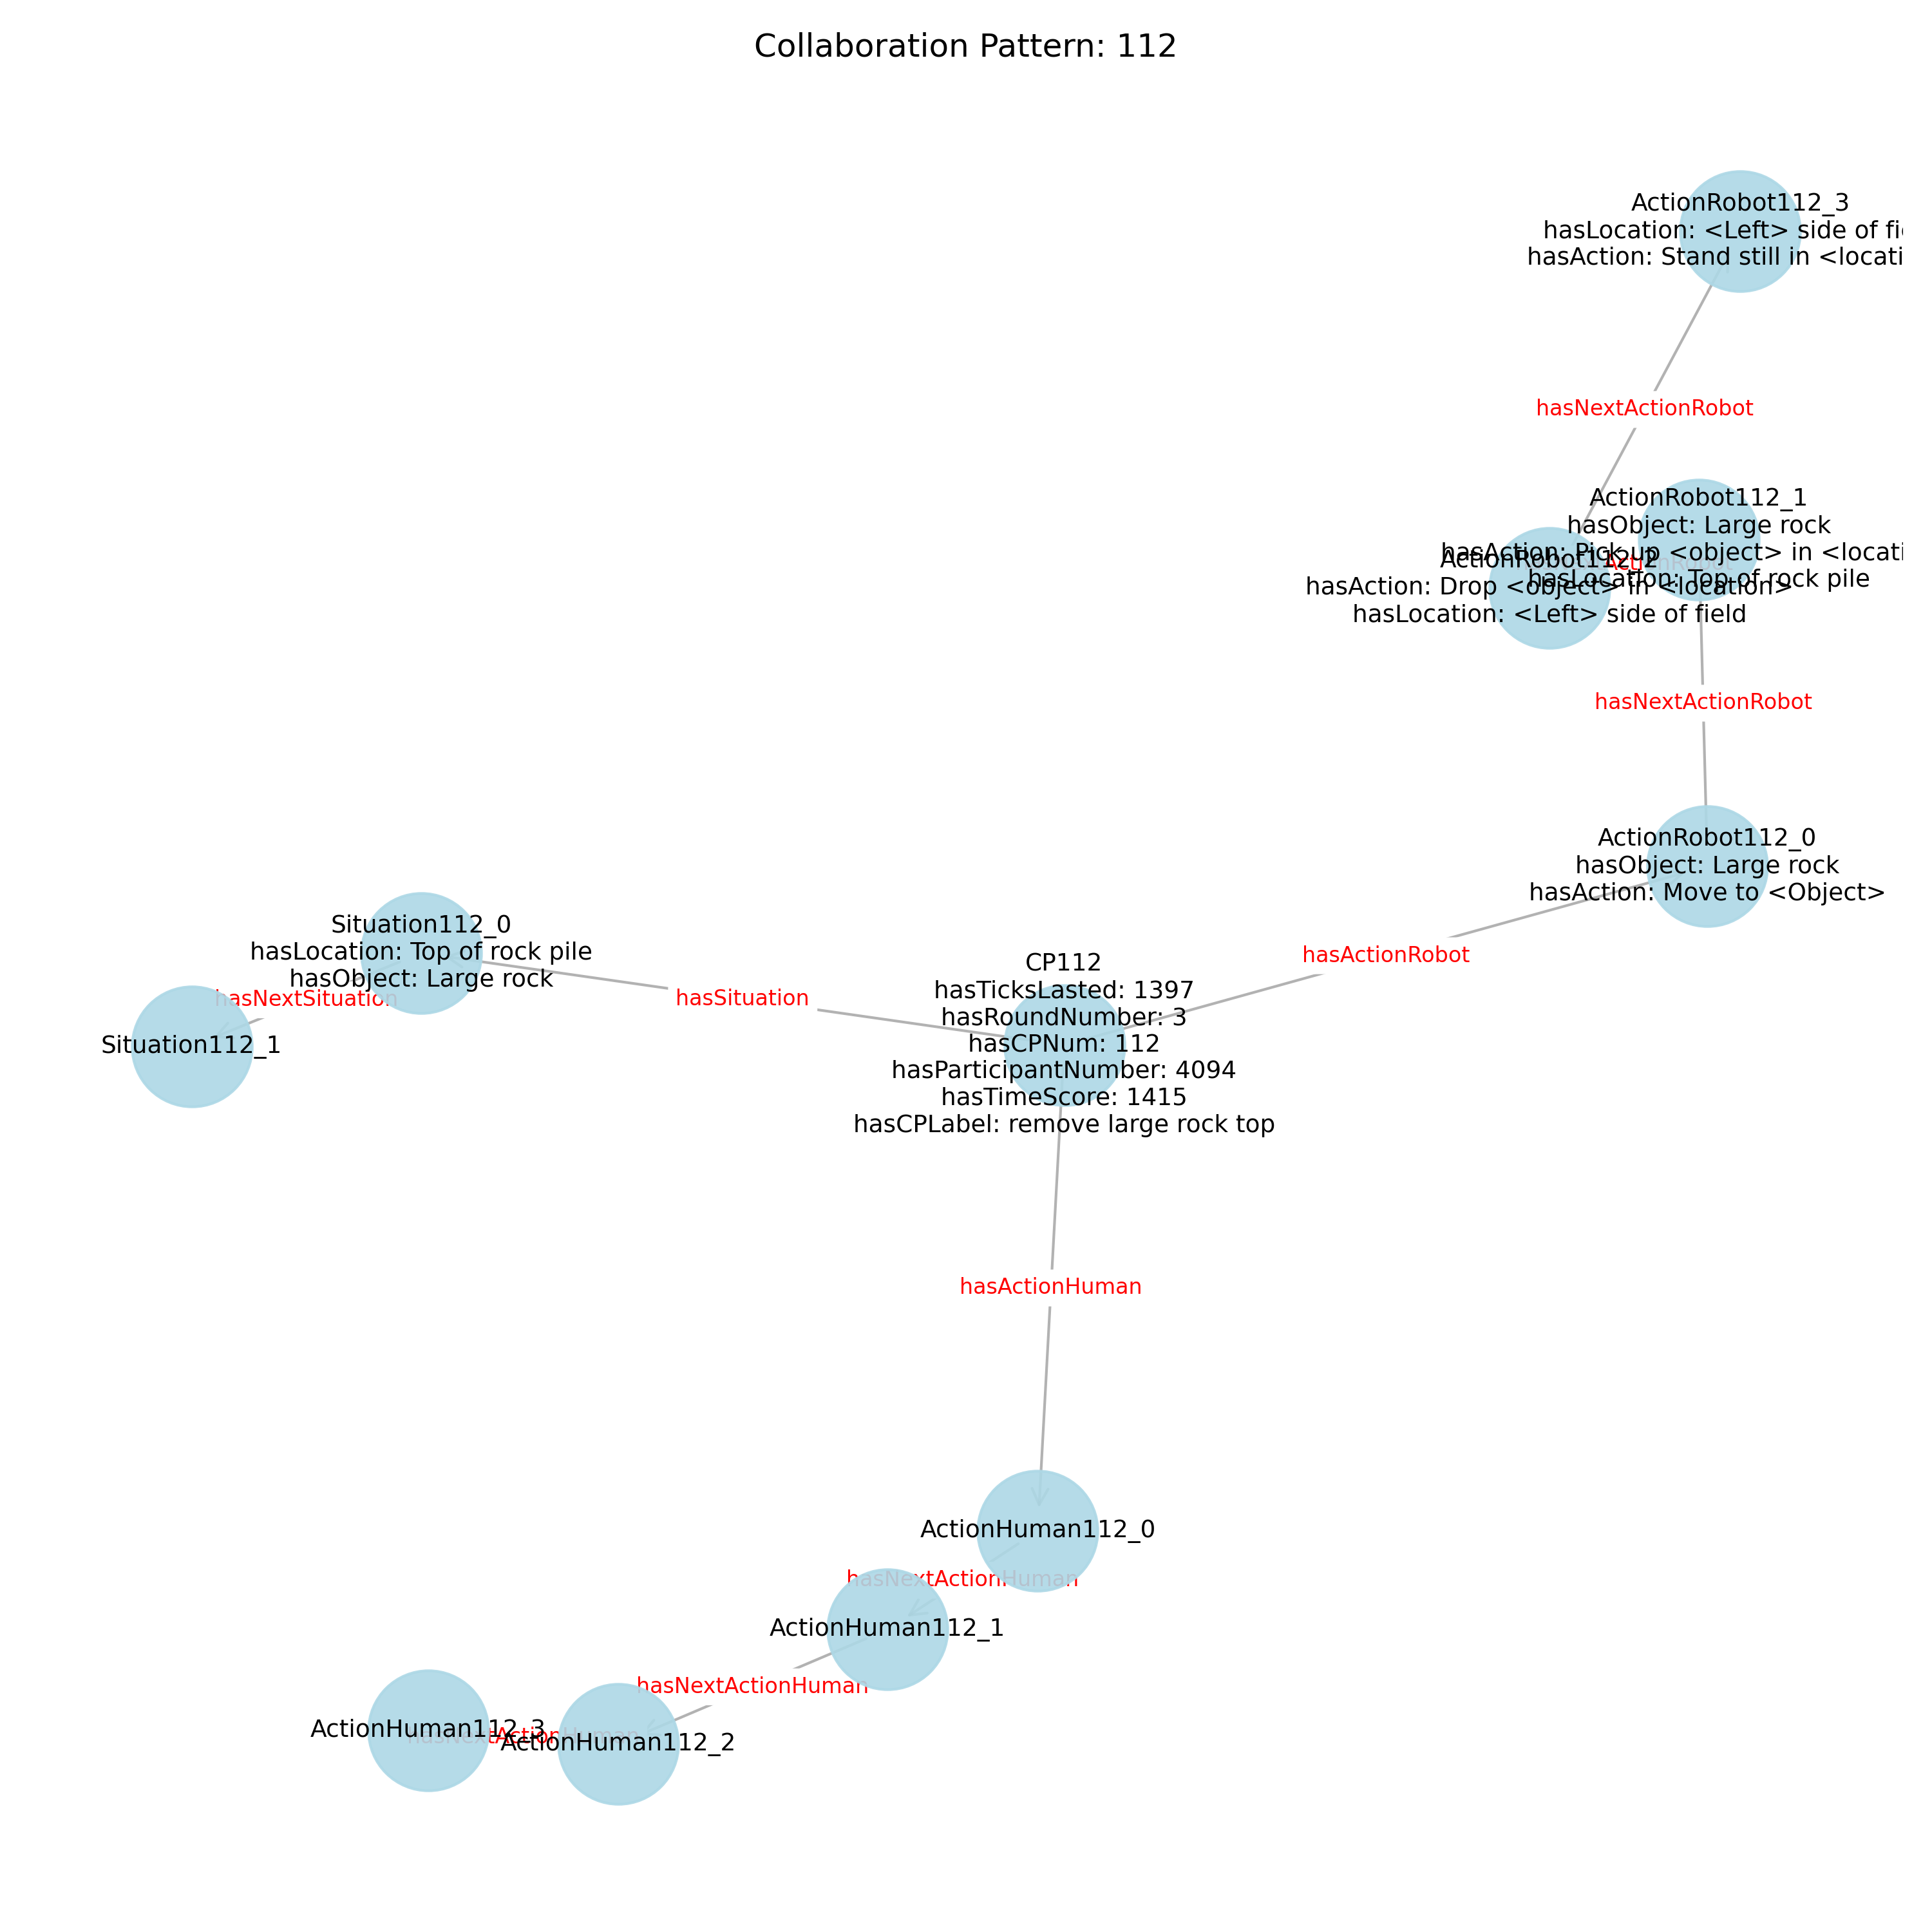 Collaboration Pattern: 112
ActionRobot112_3
hasLocation: <Left> side of fi
hasAction: Stand still in <locati
hasNextActionRobot
ActionRobot112_1
hasObject: Large rock
hasAction: Pick up <object> in <locati
hasLocation: Top of rock pile
ActionRobot112_2
hasAction: Drop <object> in <location>
hasLocation: <Left> side of field
hasNextActionRobot
ActionRobot112_0
hasObject: Large rock
hasAction: Move to <Object>
hasActionRobot
Situation112_0
hasLocation: Top of rock pile
hasObject: Large rock
hasNextSituation
Situation112_1
hasSituation
CP112
hasTicksLasted: 1397
hasRoundNumber: 3
hasCPNum: 112
hasParticipantNumber: 4094
hasTimeScore: 1415
hasCPLabel: remove large rock top
hasActionHuman
ActionHuman112_0
hasNextActionHuman
ActionHuman112_1
hasNextActionHuman
ActionHuman112_3
hasNextActionHuman
ActionHuman112_2